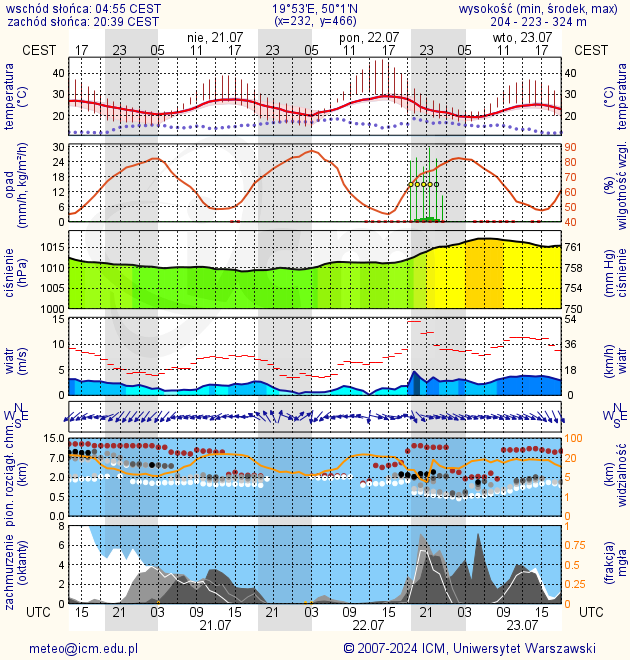 wschód słońca: 04:55 CEST 19°53'E, 50°1'N wysokość (min, środek, max)
zachód słońca: 20:39 CEST (x=232, y=466) 204 - 223 - 324 m
nie, 21.07 pon, 22.07 wto, 23.07
CEST 17 23 05 11 17 23 05 11 17 23 05 11 17 CEST
temperatura
(°C)
40
30
20
40
30
20
temperatura
(°C)
opad
(mm/h, kg/m²/h)
30
24
18
12
6
0
90
80
70
60
50
40
(%)
wilgotność wzgl.
ciśnienie
(hPa)
1015
1010
1005
1000
761
758
754
750
(mm Hg)
ciśnienie
wiatr
(m/s)
15
10
5
0
54
36
18
0
(km/h)
wiatr
N
W E
S
N
W E
S
pion. rozciągł. chm.
(km)
15.0
7.0
2.0
0.5
0.0
100
20
5
1
0
(km)
widzialność
zachmurzenie
(oktanty)
8
6
4
2
0
1
0.75
0.5
0.25
0
(frakcja)
mgła
UTC 15 21 03 09 15 21 03 09 15 21 03 09 15 UTC
21.07 22.07 23.07
meteo@icm.edu.pl © 2007-2024 ICM, Uniwersytet Warszawski